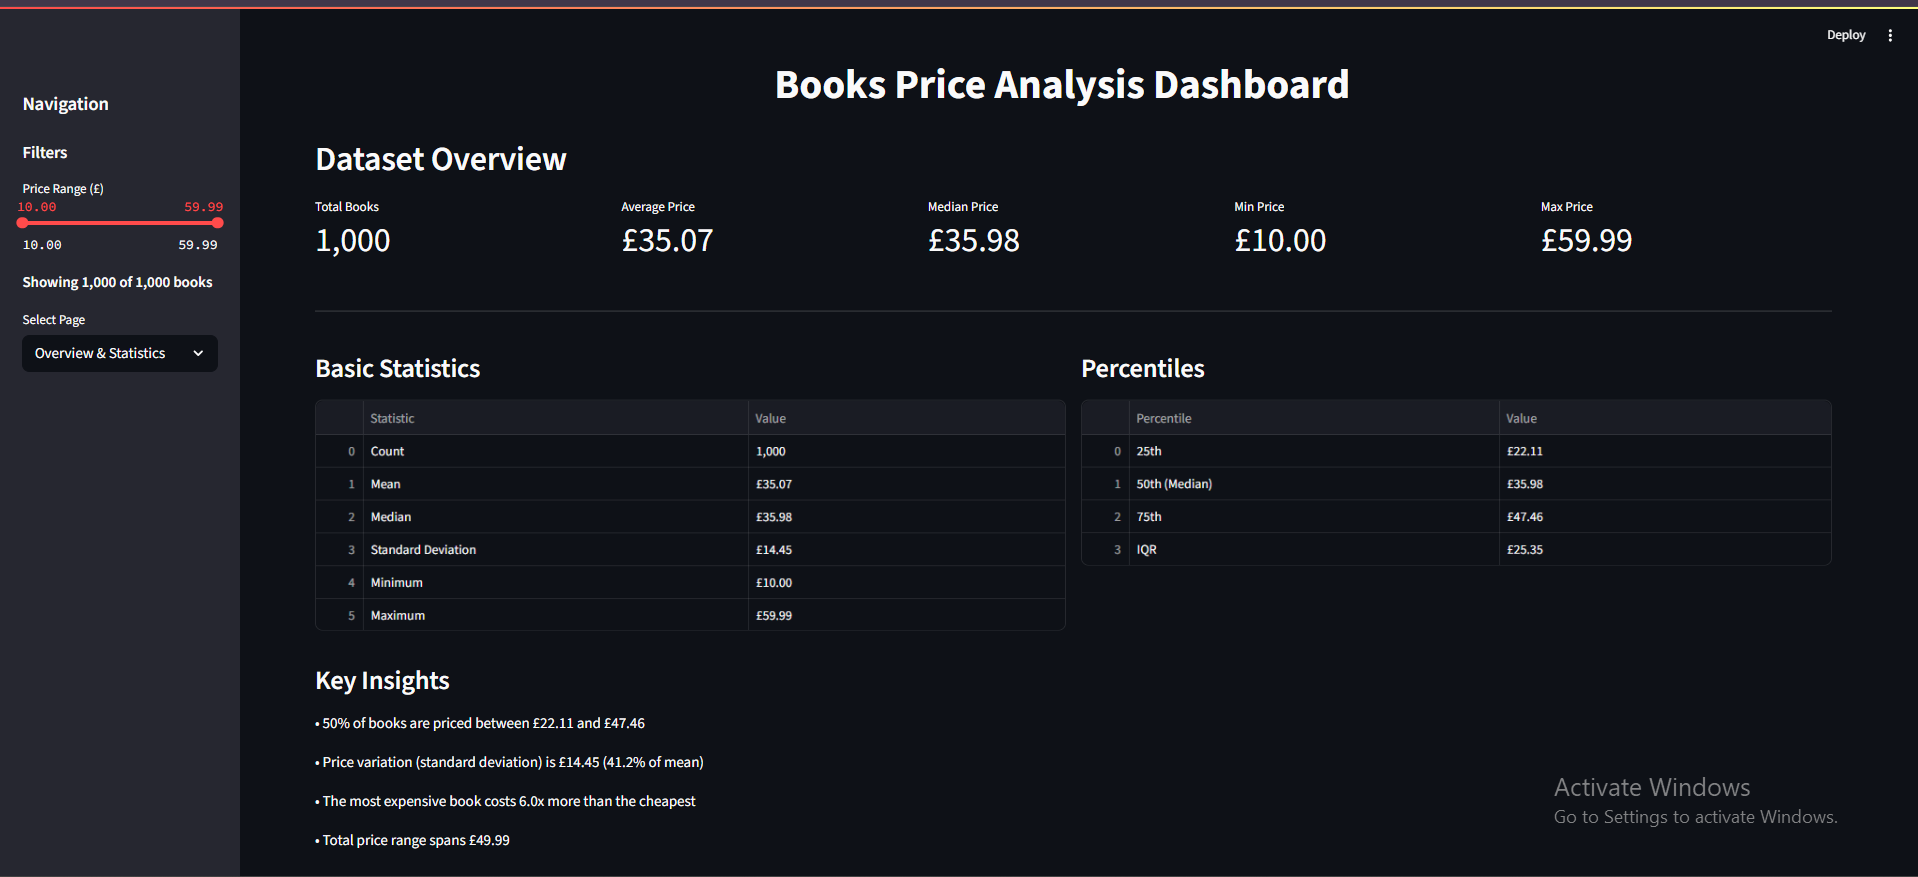 Deploy
Navigation
Filters
Price Range (£)
10.00 59.99
10.00 59.99
Showing 1,000 of 1,000 books
Select Page
Overview & Statistics
Books Price Analysis Dashboard
Dataset Overview
Total Books Average Price Median Price Min Price Max Price
1,000 £35.07 £35.98 £10.00 £59.99
Basic Statistics
Statistic Value
0 Count 1,000
1 Mean £35.07
2 Median £35.98
3 Standard Deviation £14.45
4 Minimum £10.00
5 Maximum £59.99
Percentiles
Percentile Value
0 25th £22.11
1 50th (Median) £35.98
2 75th £47.46
3 IQR £25.35
Key Insights
• 50% of books are priced between £22.11 and £47.46
• Price variation (standard deviation) is £14.45 (41.2% of mean)
• The most expensive book costs 6.0x more than the cheapest
• Total price range spans £49.99
Activate Windows
Go to Settings to activate Windows.